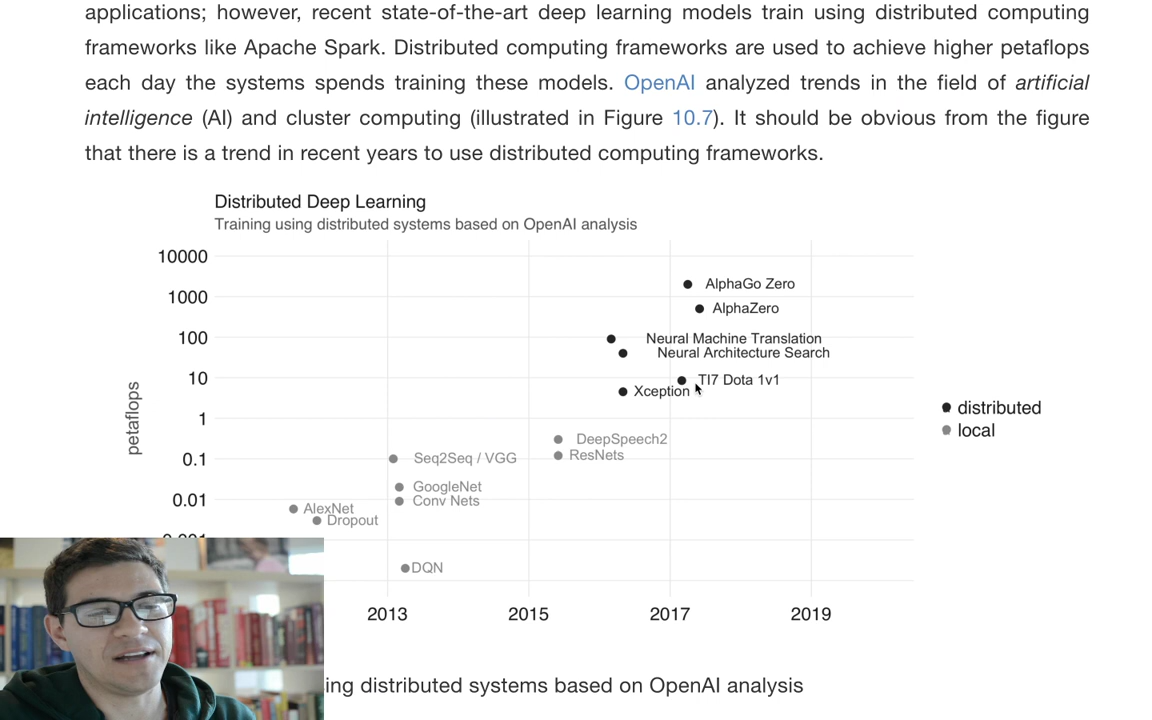 applications; however, recent state-of-the-art deep learning models train using distributed computing
frameworks like Apache Spark. Distributed computing frameworks are used to achieve higher petaflops
each day the systems spends training these models. OpenAI analyzed trends in the field of artificial
intelligence (AI) and cluster computing (illustrated in Figure 10.7). It should be obvious from the figure
that there is a trend in recent years to use distributed computing frameworks.
Distributed Deep Learning
Training using distributed systems based on OpenAI analysis
10000
AlphaGo Zero
1000
AlphaZero
100
Neural Machine Translation
Neural Architecture Search
10
TI7 Dota 1v1
Xception
petaflops
distributed
1
local
DeepSpeech2
ResNets
0.1
Seq2Seq / VGG
GoogleNet
0.01
Conv Nets
AlexNet
Dropout
DQN
2013
2015
2017
2019
ing distributed systems based on OpenAI analysis